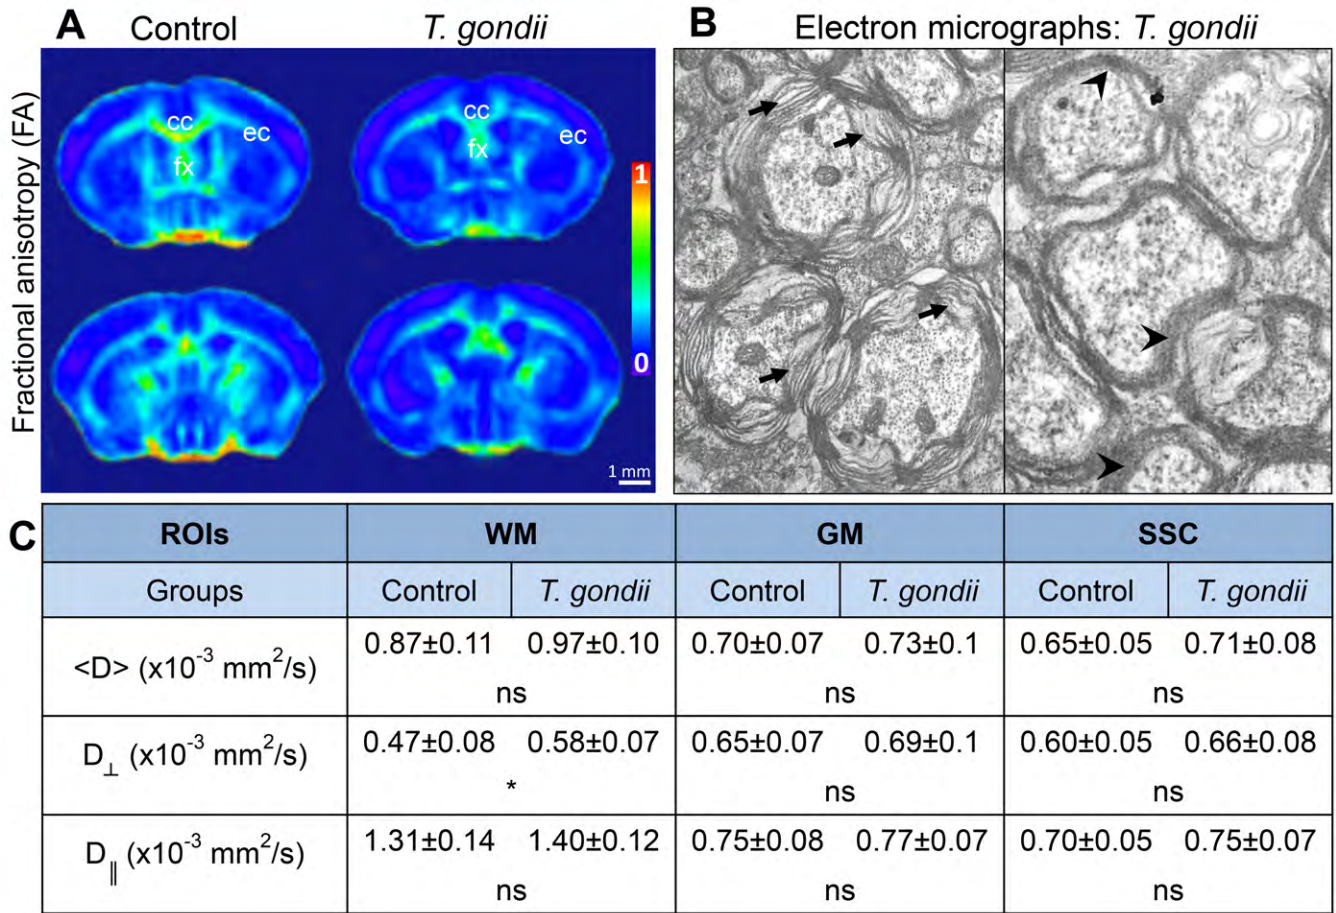 A Control T. gondii
B Electron micrographs: T. gondii
Fractional anisotropy (FA)
cc
ec
fx
cc
ec
fx
1
0
1 mm
C
ROIs WM GM SSC
Groups Control T. gondii Control T. gondii Control T. gondii
<D> (x10⁻³ mm²/s) 0.87±0.11 0.97±0.10 0.70±0.07 0.73±0.1 0.65±0.05 0.71±0.08
ns ns ns
D⊥ (x10⁻³ mm²/s) 0.47±0.08 0.58±0.07 0.65±0.07 0.69±0.1 0.60±0.05 0.66±0.08
* ns ns
D∥ (x10⁻³ mm²/s) 1.31±0.14 1.40±0.12 0.75±0.08 0.77±0.07 0.70±0.05 0.75±0.07
ns ns ns